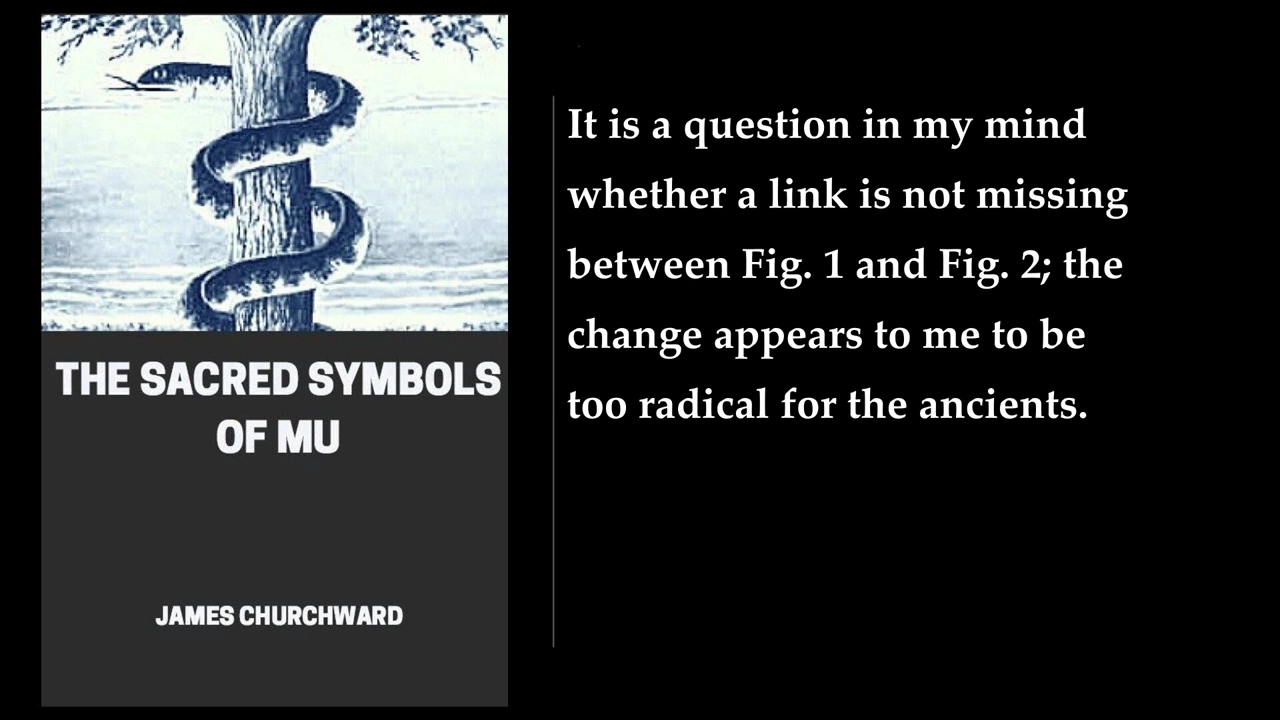 THE SACRED SYMBOLS
OF MU
JAMES CHURCHWARD
It is a question in my mind
whether a link is not missing
between Fig. 1 and Fig. 2; the
change appears to me to be
too radical for the ancients.